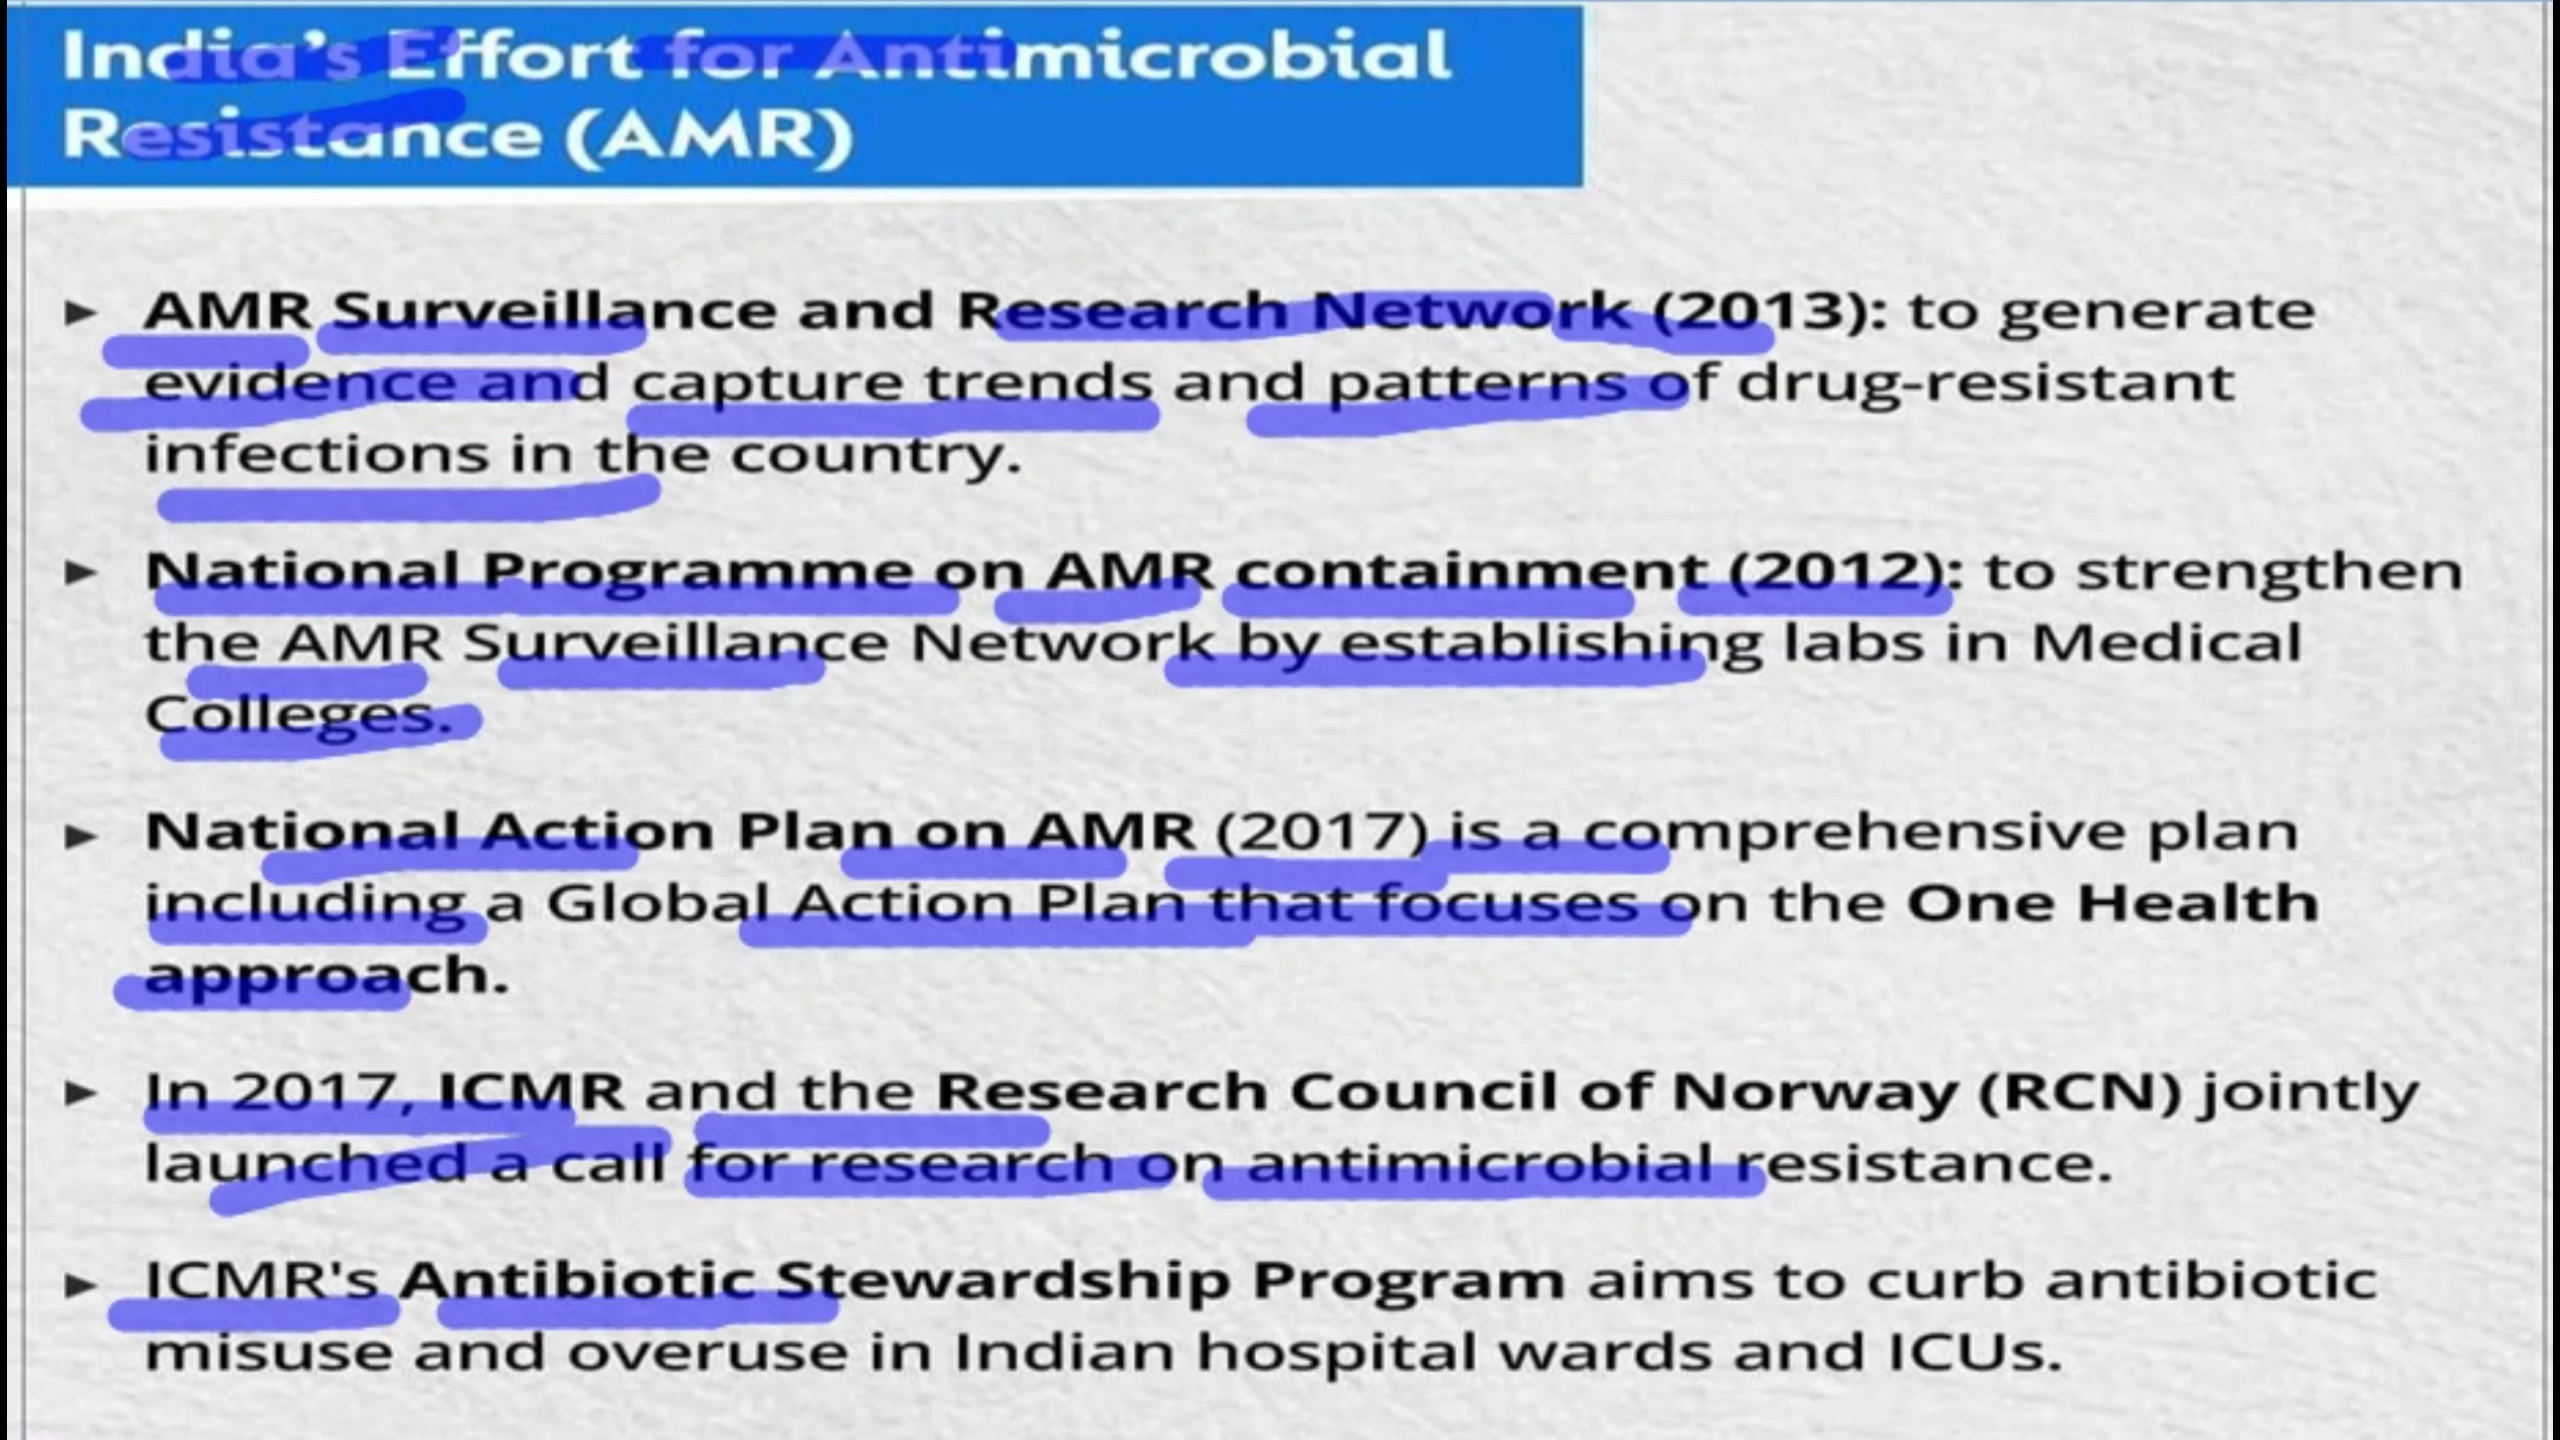 India's Effort for Antimicrobial
Resistance (AMR)
► AMR Surveillance and Research Network (2013): to generate
evidence and capture trends and patterns of drug-resistant
infections in the country.
► National Programme on AMR containment (2012): to strengthen
the AMR Surveillance Network by establishing labs in Medical
Colleges.
► National Action Plan on AMR (2017) is a comprehensive plan
including a Global Action Plan that focuses on the One Health
approach.
► In 2017, ICMR and the Research Council of Norway (RCN) jointly
launched a call for research on antimicrobial resistance.
► ICMR's Antibiotic Stewardship Program aims to curb antibiotic
misuse and overuse in Indian hospital wards and ICUs.